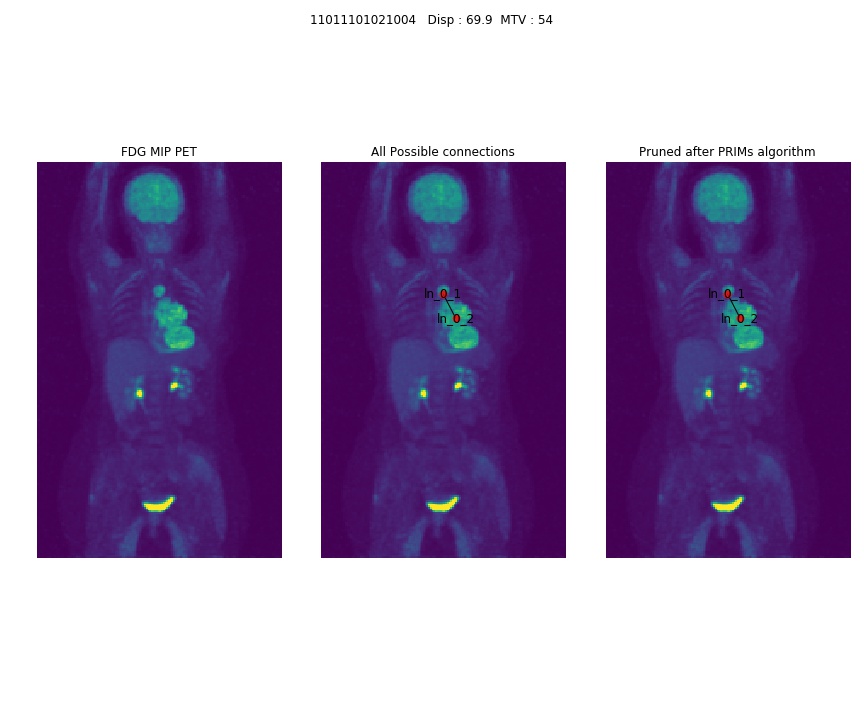 11011101021004   Disp : 69.9  MTV : 54
FDG MIP PET
All Possible connections
Pruned after PRIMs algorithm
ln_0_1
ln_0_2
ln_0_1
ln_0_2